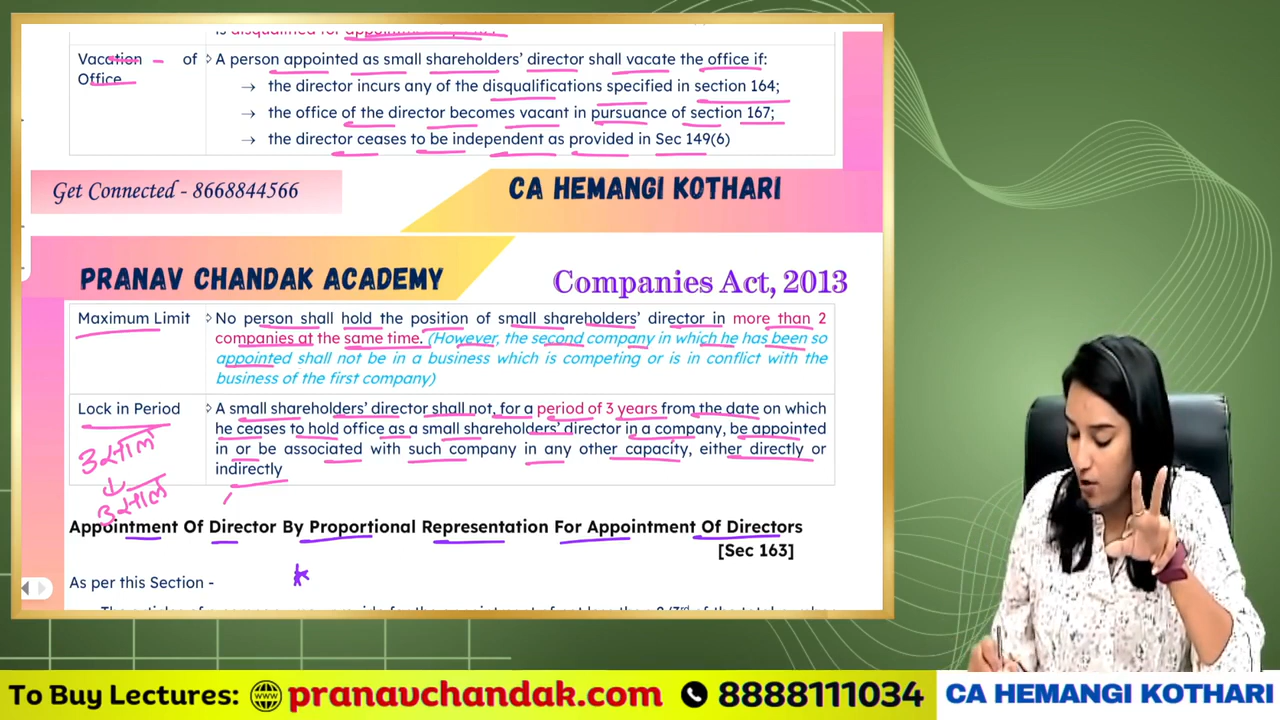 is disqualified for
Vacation of Office
A person appointed as small shareholders' director shall vacate the office if:
→ the director incurs any of the disqualifications specified in section 164;
→ the office of the director becomes vacant in pursuance of section 167;
→ the director ceases to be independent as provided in Sec 149(6)
Get Connected - 8668844566
CA HEMANGI KOTHARI
PRANAV CHANDAK ACADEMY
Companies Act, 2013
Maximum Limit
No person shall hold the position of small shareholders' director in more than 2
companies at the same time. (However, the second company in which he has been so
appointed shall not be in a business which is competing or is in conflict with the
business of the first company)
Lock in Period
A small shareholders' director shall not, for a period of 3 years from the date on which
he ceases to hold office as a small shareholders' director in a company, be appointed
in or be associated with such company in any other capacity, either directly or
indirectly
3 साल
↓
3 साल
Appointment Of Director By Proportional Representation For Appointment Of Directors
[Sec 163]
As per this Section -
To Buy Lectures: pranavchandak.com 8888111034
CA HEMANGI KOTHARI